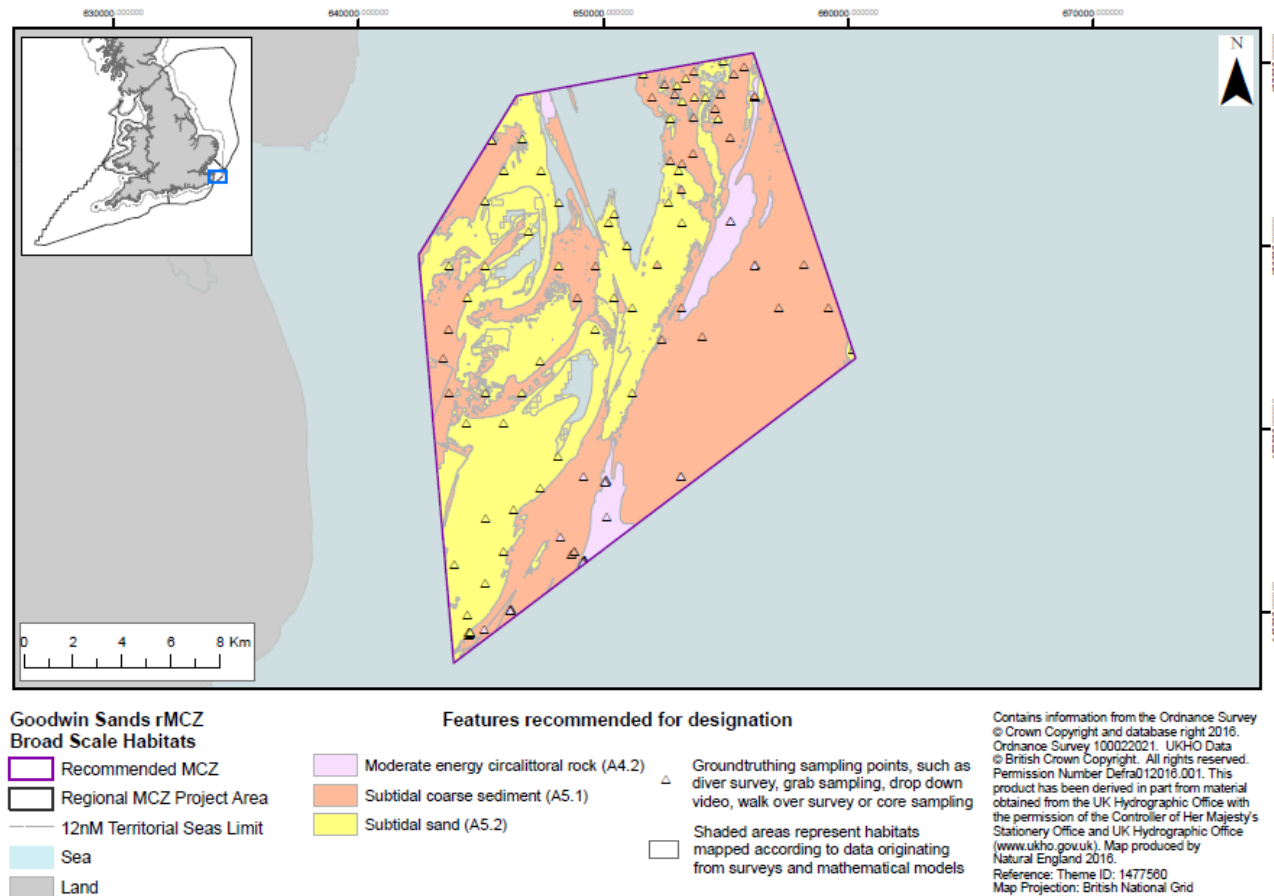 630000.000000 640000.000000 650000.000000 660000.000000 670000.000000
N
0 2 4 6 8 Km
Goodwin Sands rMCZ
Broad Scale Habitats
Recommended MCZ
Regional MCZ Project Area
12nM Territorial Seas Limit
Sea
Land
Features recommended for designation
Moderate energy circalittoral rock (A4.2)
Subtidal coarse sediment (A5.1)
Subtidal sand (A5.2)
Groundtruthing sampling points, such as
diver survey, grab sampling, drop down
video, walk over survey or core sampling
Shaded areas represent habitats
mapped according to data originating
from surveys and mathematical models
Contains information from the Ordnance Survey
© Crown Copyright and database right 2016.
Ordnance Survey 100022021. UKHO Data
© British Crown Copyright. All rights reserved.
Permission Number Defra012016.001. This
product has been derived in part from material
obtained from the UK Hydrographic Office with
the permission of the Controller of Her Majesty's
Stationery Office and UK Hydrographic Office
(www.ukho.gov.uk). Map produced by
Natural England 2016.
Reference: Theme ID: 1477560
Map Projection: British National Grid